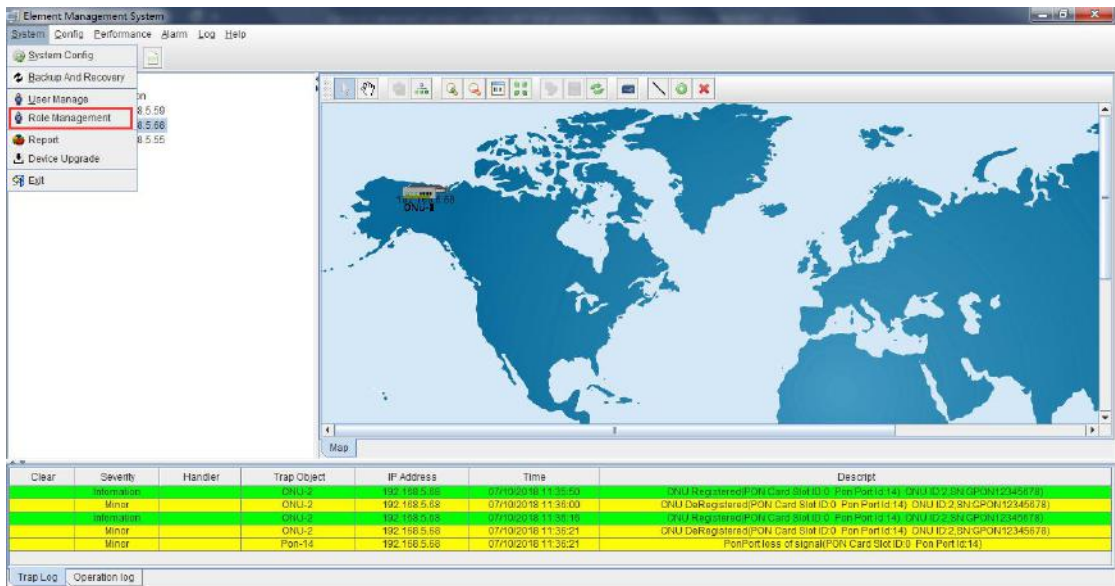 Element Management System
System Config Performance Alarm Log Help
System Config
Backup And Recovery
User Manage
Role Management
Report
Device Upgrade
Exit
on
8.5.59
8.5.68
8.5.55
192.168.5.68
ONU-
Map
Clear Severity Handler Trap Object IP Address Time Descript
Infomation ONU-2 192.168.5.68 07/10/2018 11:35:50 ONU Registered(PON Card Slot ID:0 Pon Port Id:14) ONU ID:2,SN:GPON12345678)
Minor ONU-2 192.168.5.68 07/10/2018 11:36:00 ONU DeRegistered(PON Card Slot ID:0 Pon Port Id:14) ONU ID:2,SN:GPON12345678)
Infomation ONU-2 192.168.5.68 07/10/2018 11:36:16 ONU Registered(PON Card Slot ID:0 Pon Port Id:14) ONU ID:2,SN:GPON12345678)
Minor ONU-2 192.168.5.68 07/10/2018 11:36:21 ONU DeRegistered(PON Card Slot ID:0 Pon Port Id:14) ONU ID:2,SN:GPON12345678)
Minor Pon-14 192.168.5.68 07/10/2018 11:36:21 PonPort loss of signal(PON Card Slot ID:0 Pon Port Id:14)
Trap Log Operation log